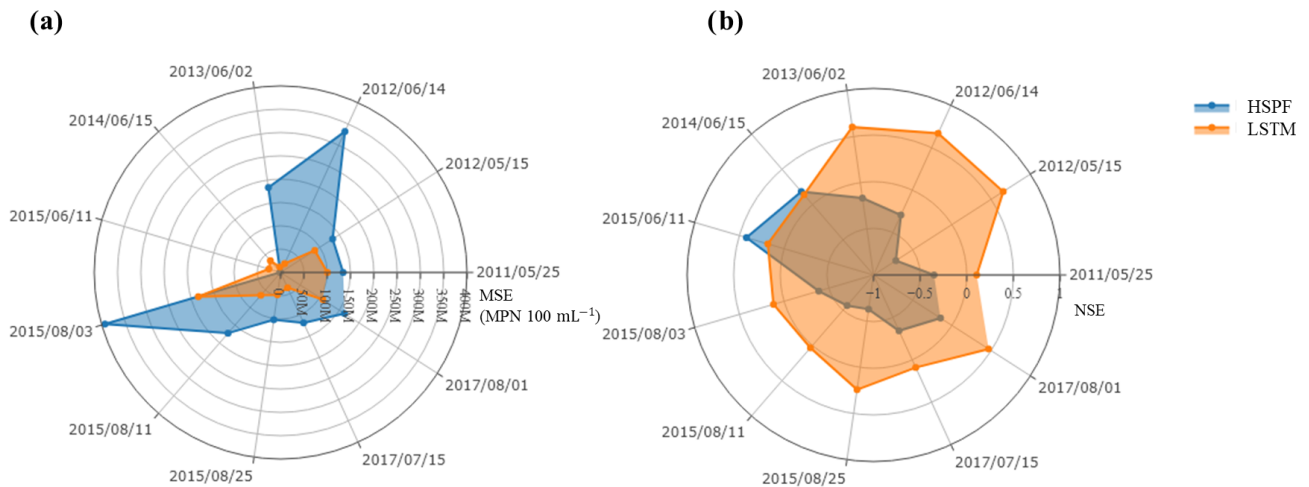 (a)
2013/06/02
2012/06/14
2014/06/15
2012/05/15
2015/06/11
2011/05/25
0
50M
100M
150M
200M
250M
300M
350M
400M
MSE
(MPN 100 mL⁻¹)
2015/08/03
2017/08/01
2015/08/11
2015/08/25
2017/07/15
(b)
2013/06/02
2012/06/14
2014/06/15
2012/05/15
2015/06/11
2011/05/25
−1
−0.5
0
0.5
1
NSE
2015/08/03
2017/08/01
2015/08/11
2015/08/25
2017/07/15
HSPF
LSTM